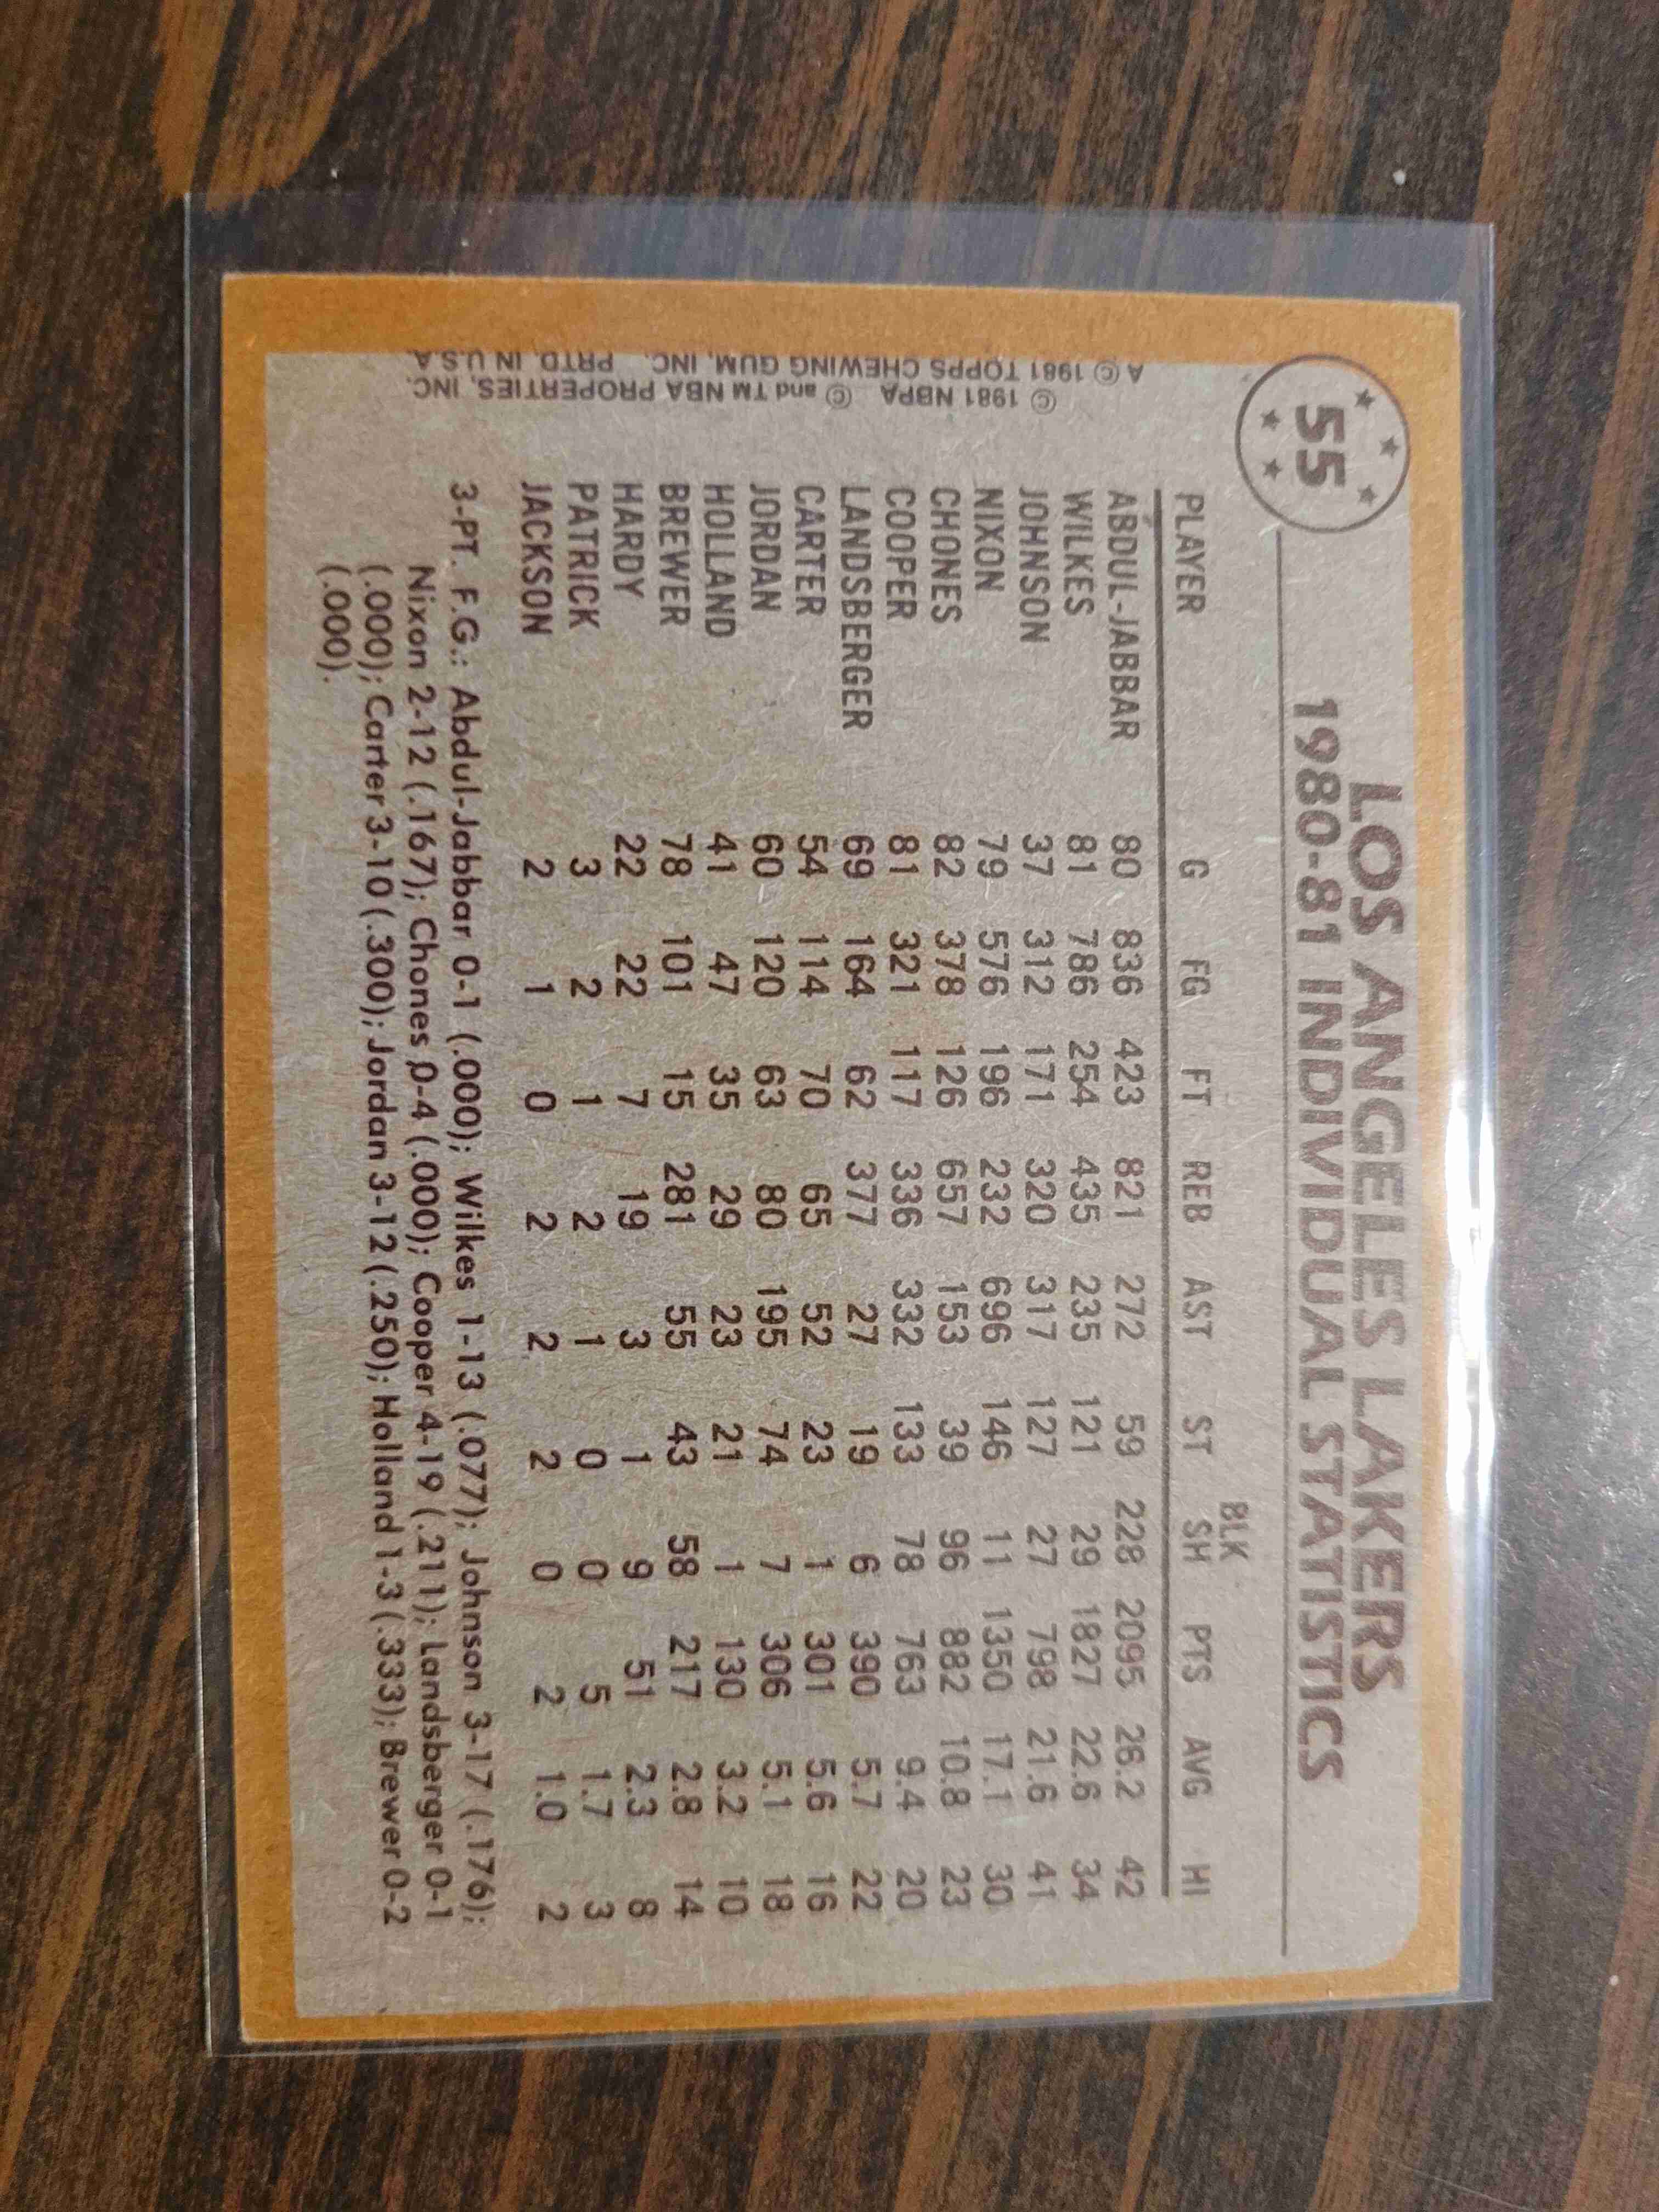 55
LOS ANGELES LAKERS
1980-81 INDIVIDUAL STATISTICS
BLK
PLAYER G FG FT REB AST ST SH PTS AVG HI
ABDUL-JABBAR 80 836 423 821 272 59 228 2095 26.2 42
WILKES 81 786 254 435 235 121 29 1827 22.6 34
JOHNSON 37 312 171 320 317 127 27 798 21.6 41
NIXON 79 576 196 232 696 146 11 1350 17.1 30
CHONES 82 378 126 657 153 39 96 882 10.8 23
COOPER 81 321 117 336 332 133 78 763 9.4 20
LANDSBERGER 69 164 62 377 27 19 6 390 5.7 22
CARTER 54 114 70 65 52 23 1 301 5.6 16
JORDAN 60 120 63 80 195 74 7 306 5.1 18
HOLLAND 41 47 35 29 23 21 1 130 3.2 10
BREWER 78 101 15 281 55 43 58 217 2.8 14
HARDY 22 22 7 19 3 1 9 51 2.3 8
PATRICK 3 2 1 2 1 0 0 5 1.7 3
JACKSON 2 1 0 2 2 2 0 2 1.0 2
3-PT. F.G.: Abdul-Jabbar 0-1 (.000); Wilkes 1-13 (.077); Johnson 3-17 (.176);
Nixon 2-12 (.167); Chones 0-4 (.000); Cooper 4-19 (.211); Landsberger 0-1
(.000); Carter 3-10 (.300); Jordan 3-12 (.250); Holland 1-3 (.333); Brewer 0-2
(.000).
© 1981 NBPA © and TM NBA PROPERTIES, INC.
A © 1981 TOPPS CHEWING GUM, INC. PRTD. IN U.S.A.